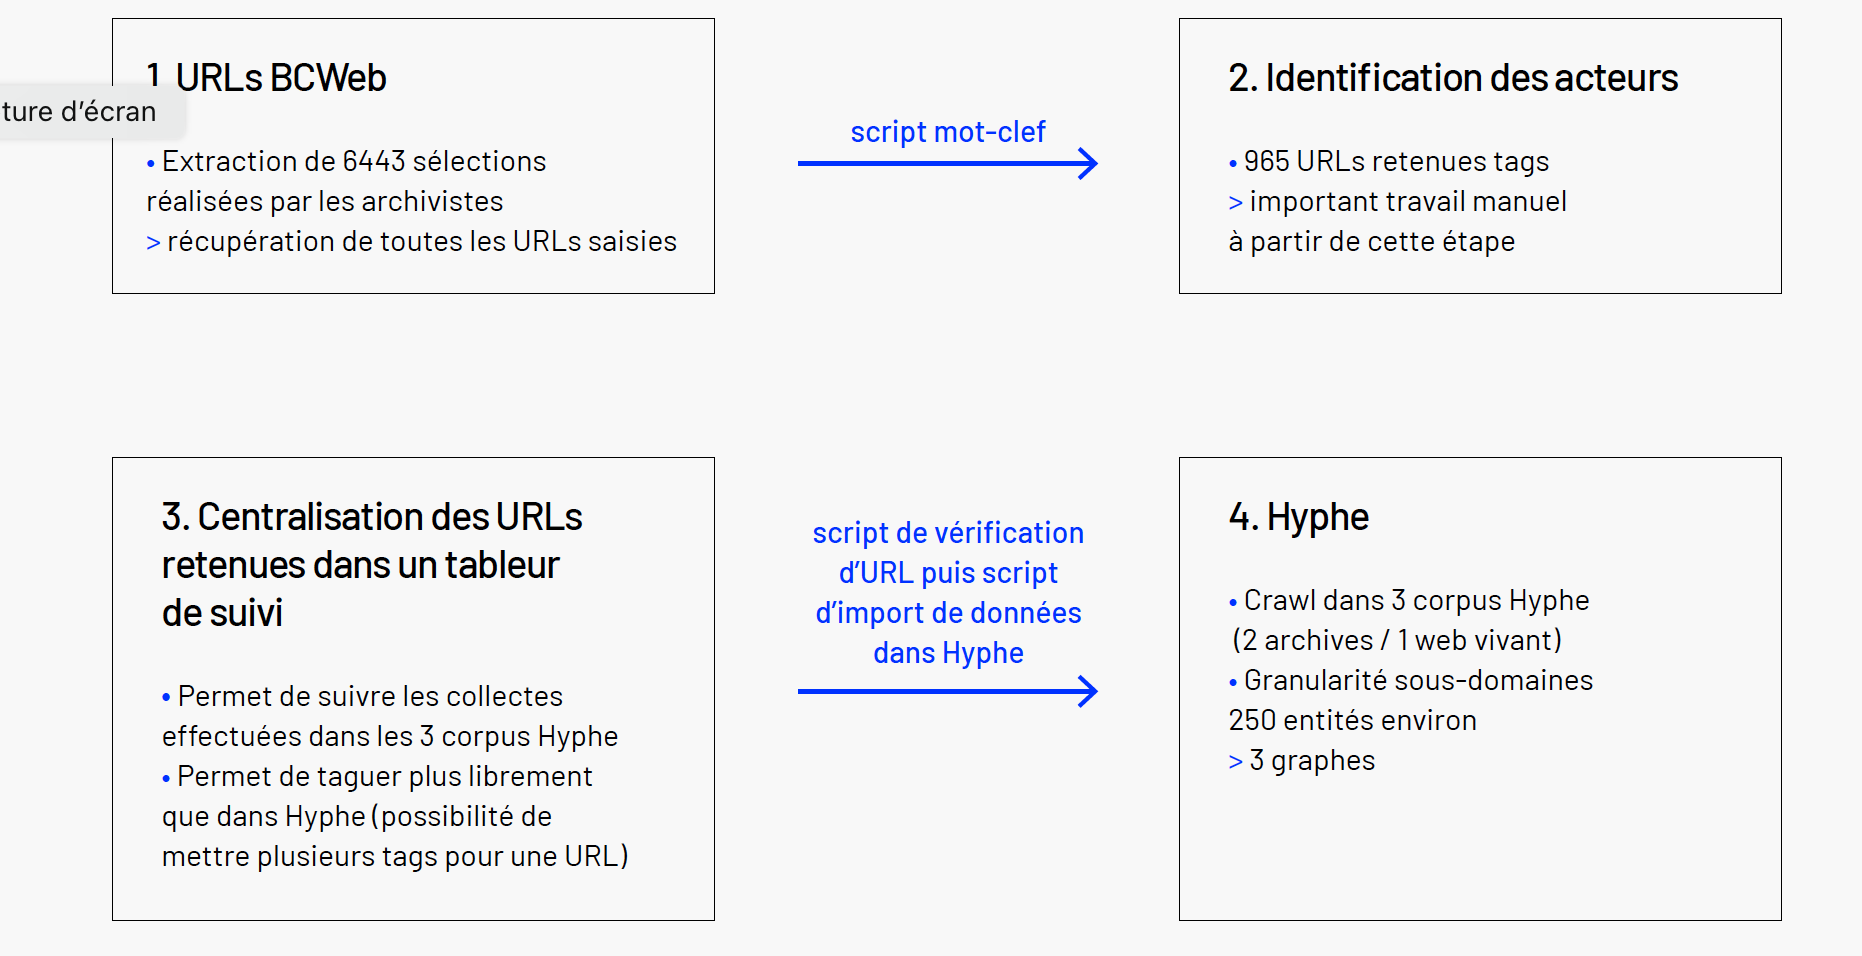 1 URLs BCWeb
ture d'écran
• Extraction de 6443 sélections
réalisées par les archivistes
> récupération de toutes les URLs saisies
script mot-clef
2. Identification des acteurs
• 965 URLs retenues tags
> important travail manuel
à partir de cette étape
3. Centralisation des URLs
retenues dans un tableur
de suivi
• Permet de suivre les collectes
effectuées dans les 3 corpus Hyphe
• Permet de taguer plus librement
que dans Hyphe (possibilité de
mettre plusieurs tags pour une URL)
script de vérification
d'URL puis script
d'import de données
dans Hyphe
4. Hyphe
• Crawl dans 3 corpus Hyphe
(2 archives / 1 web vivant)
• Granularité sous-domaines
250 entités environ
> 3 graphes